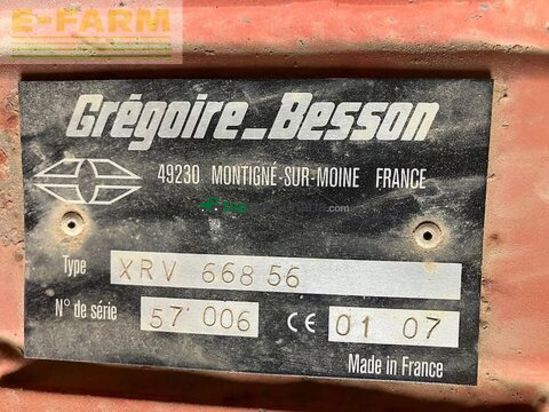 E-FARM
Grégoire_Besson
49230 MONTIGNÉ-SUR-MOINE FRANCE
Type XRV 668 56
N° de série 57 006 CE 01 07
Made in France